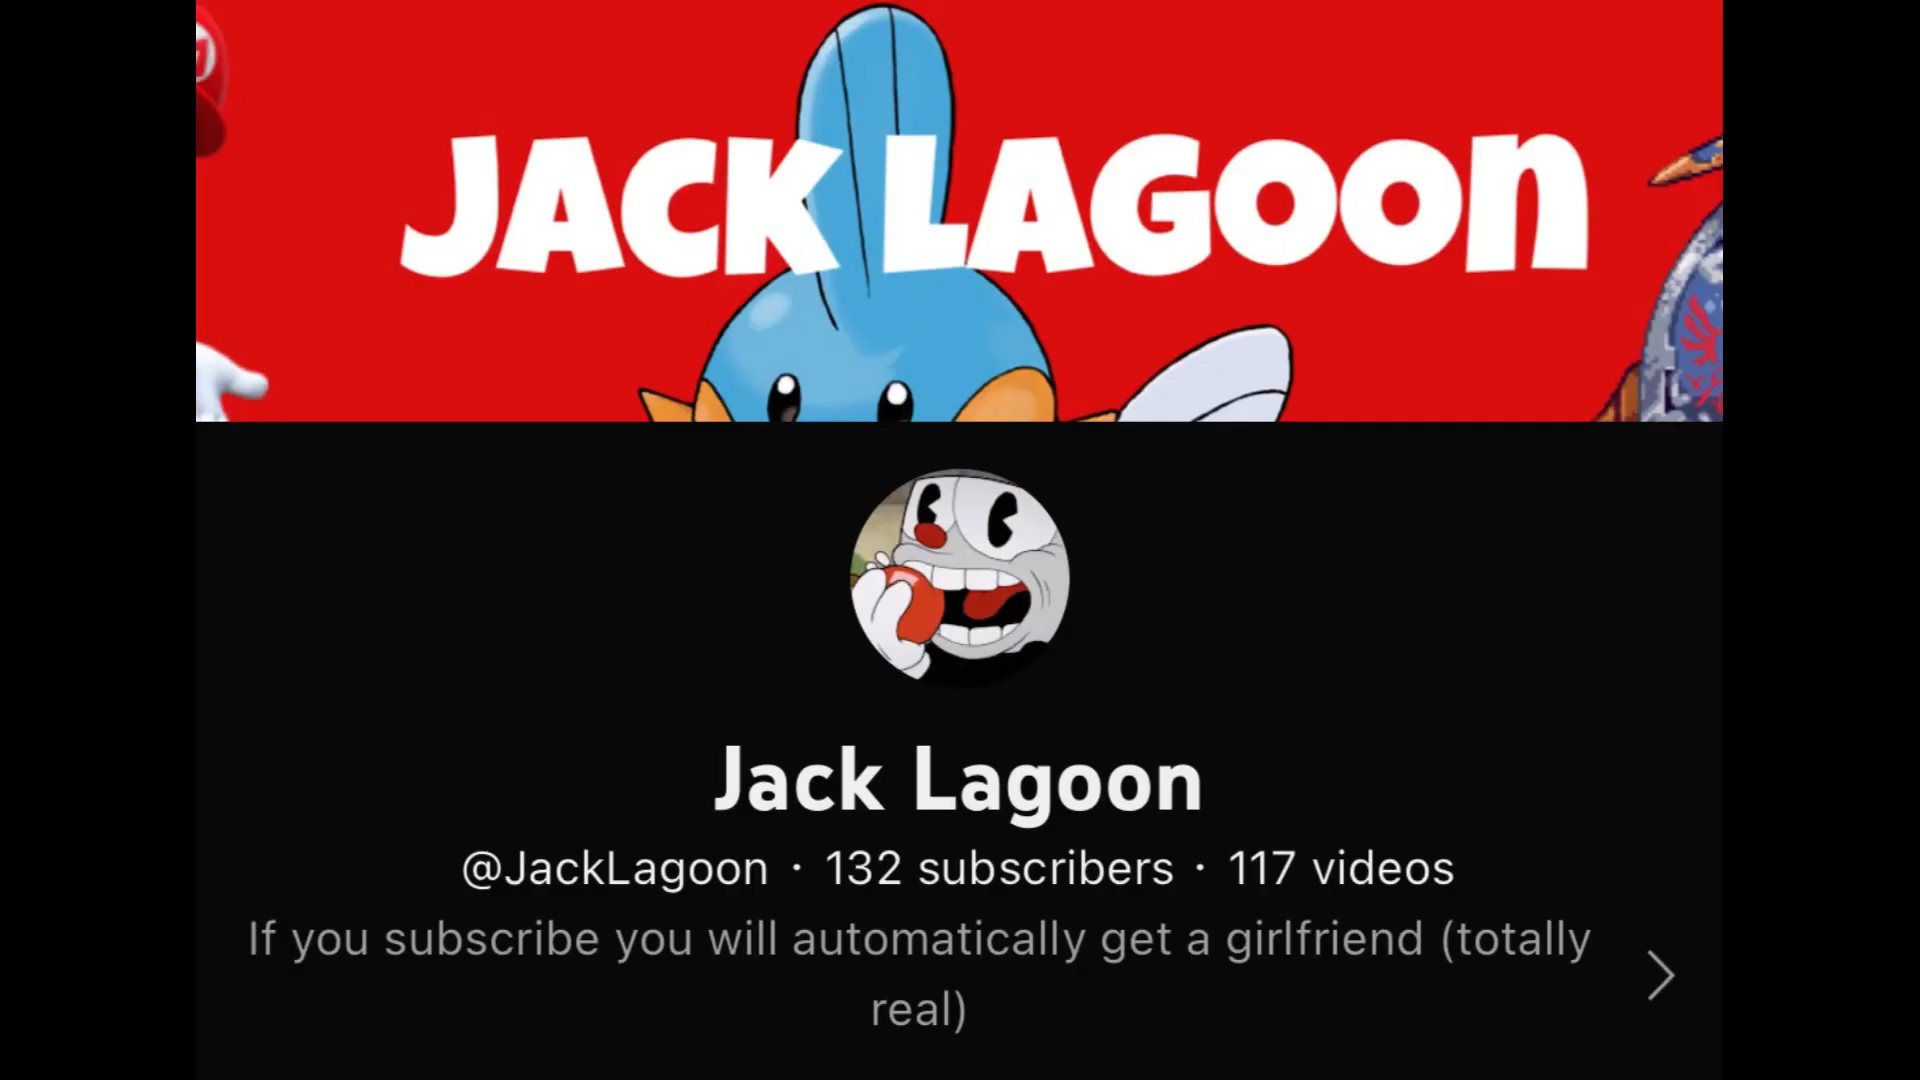 JACK LAGOON
Jack Lagoon
@JackLagoon · 132 subscribers · 117 videos
If you subscribe you will automatically get a girlfriend (totally
real)